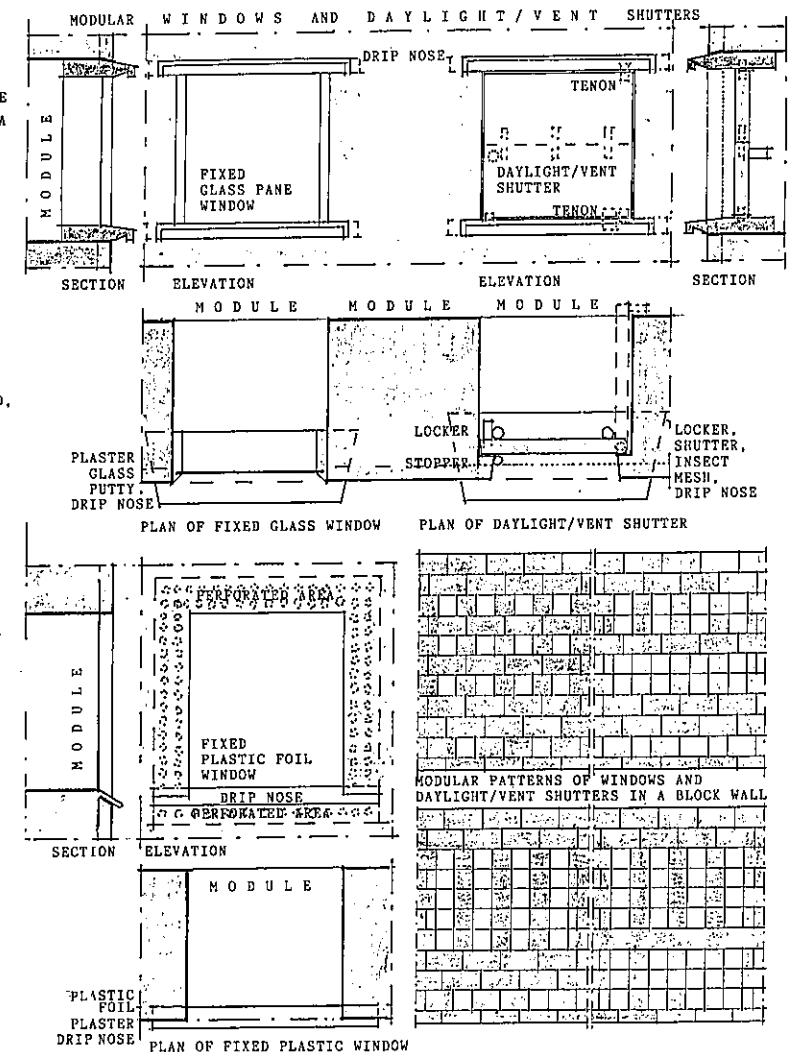 MODULAR WINDOWS AND DAYLIGHT/VENT SHUTTERS
DRIP NOSE
TENON
E
A
MODULE
FIXED
GLASS PANE
WINDOW
DAYLIGHT/VENT
SHUTTER
TENON
SECTION ELEVATION ELEVATION SECTION
MODULE MODULE MODULE
D,
LOCKER
STOPPER
LOCKER,
SHUTTER,
INSECT
MESH,
DRIP NOSE
PLASTER
GLASS
PUTTY,
DRIP NOSE
PLAN OF FIXED GLASS WINDOW PLAN OF DAYLIGHT/VENT SHUTTER
PERFORATED AREA
MODULE
FIXED
PLASTIC FOIL
WINDOW
DRIP NOSE
PERFORATED AREA
SECTION ELEVATION
MODULAR PATTERNS OF WINDOWS AND
DAYLIGHT/VENT SHUTTERS IN A BLOCK WALL
MODULE
PLASTIC
FOIL
PLASTER
DRIP NOSE
PLAN OF FIXED PLASTIC WINDOW